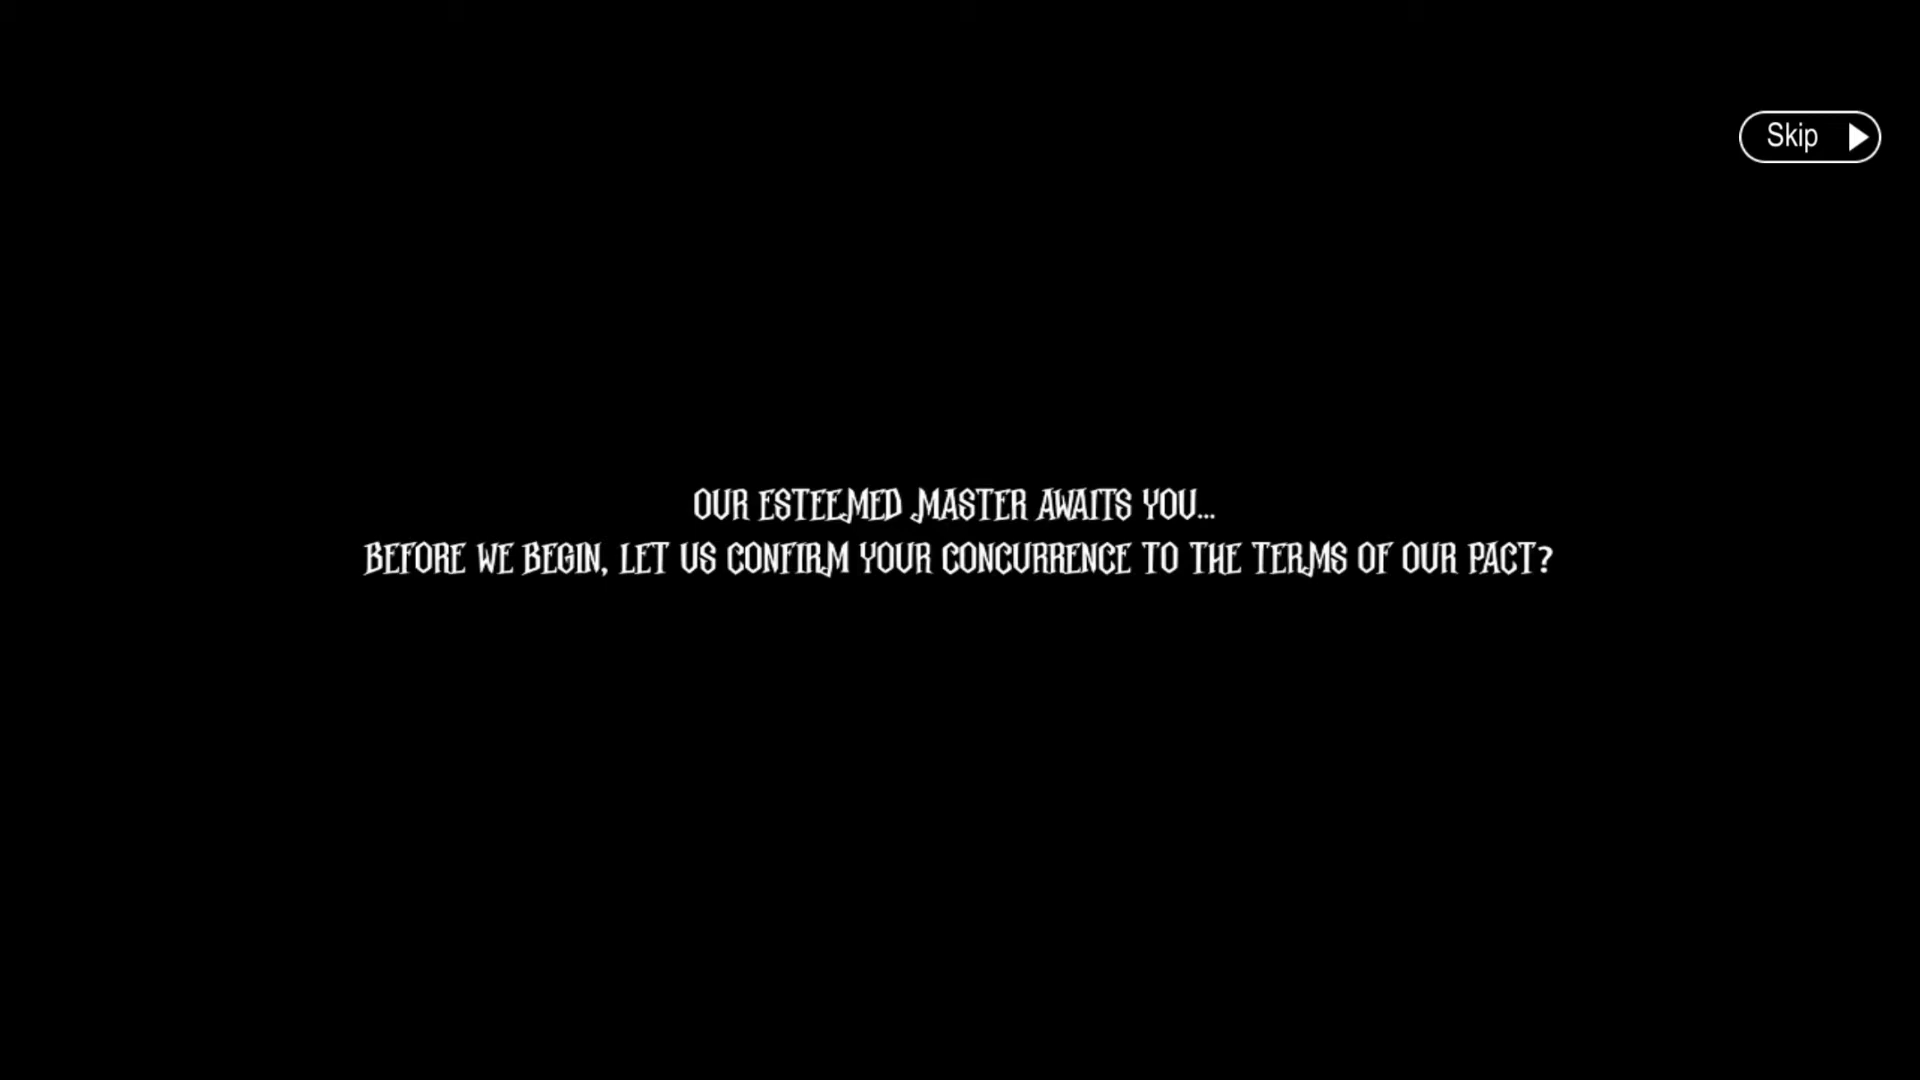 Skip
OUR ESTEEMED MASTER AWAITS YOU...
BEFORE WE BEGIN, LET US CONFIRM YOUR CONCURRENCE TO THE TERMS OF OUR PACT?